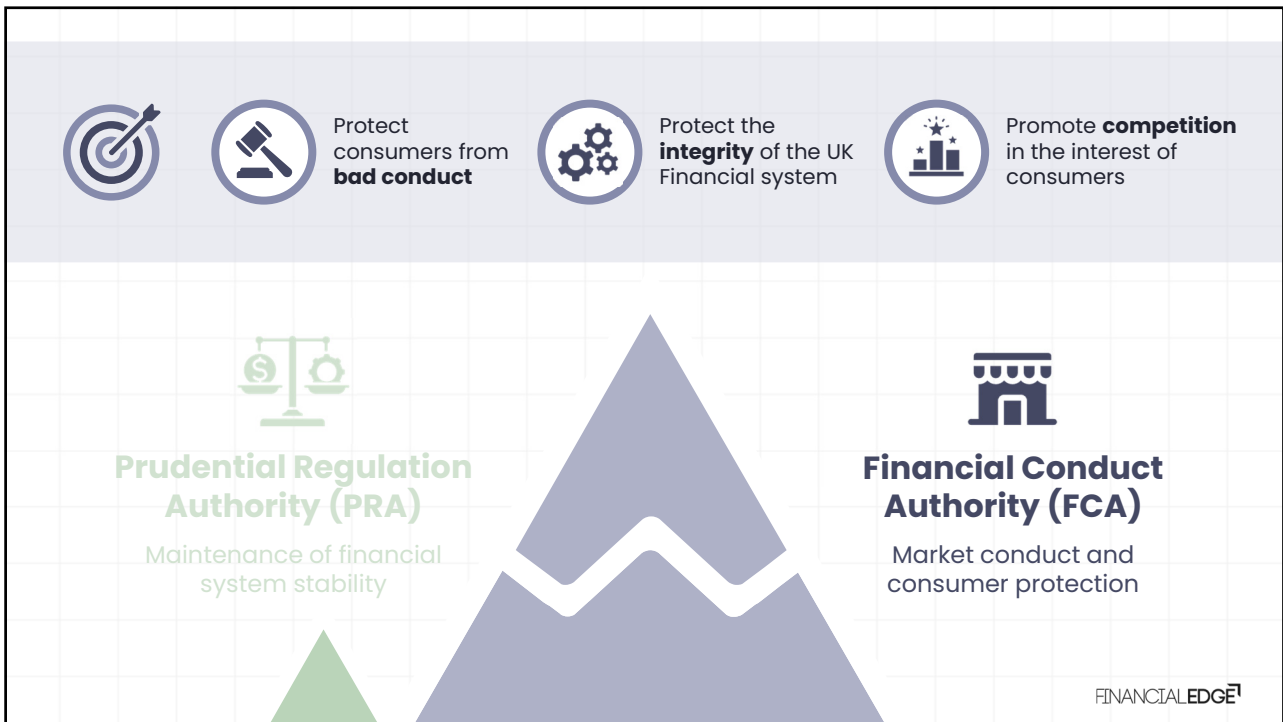 Protect
consumers from
bad conduct
Protect the
integrity of the UK
Financial system
Promote competition
in the interest of
consumers
$
Prudential Regulation
Authority (PRA)
Maintenance of financial
system stability
Financial Conduct
Authority (FCA)
Market conduct and
consumer protection
FINANCIALEDGE